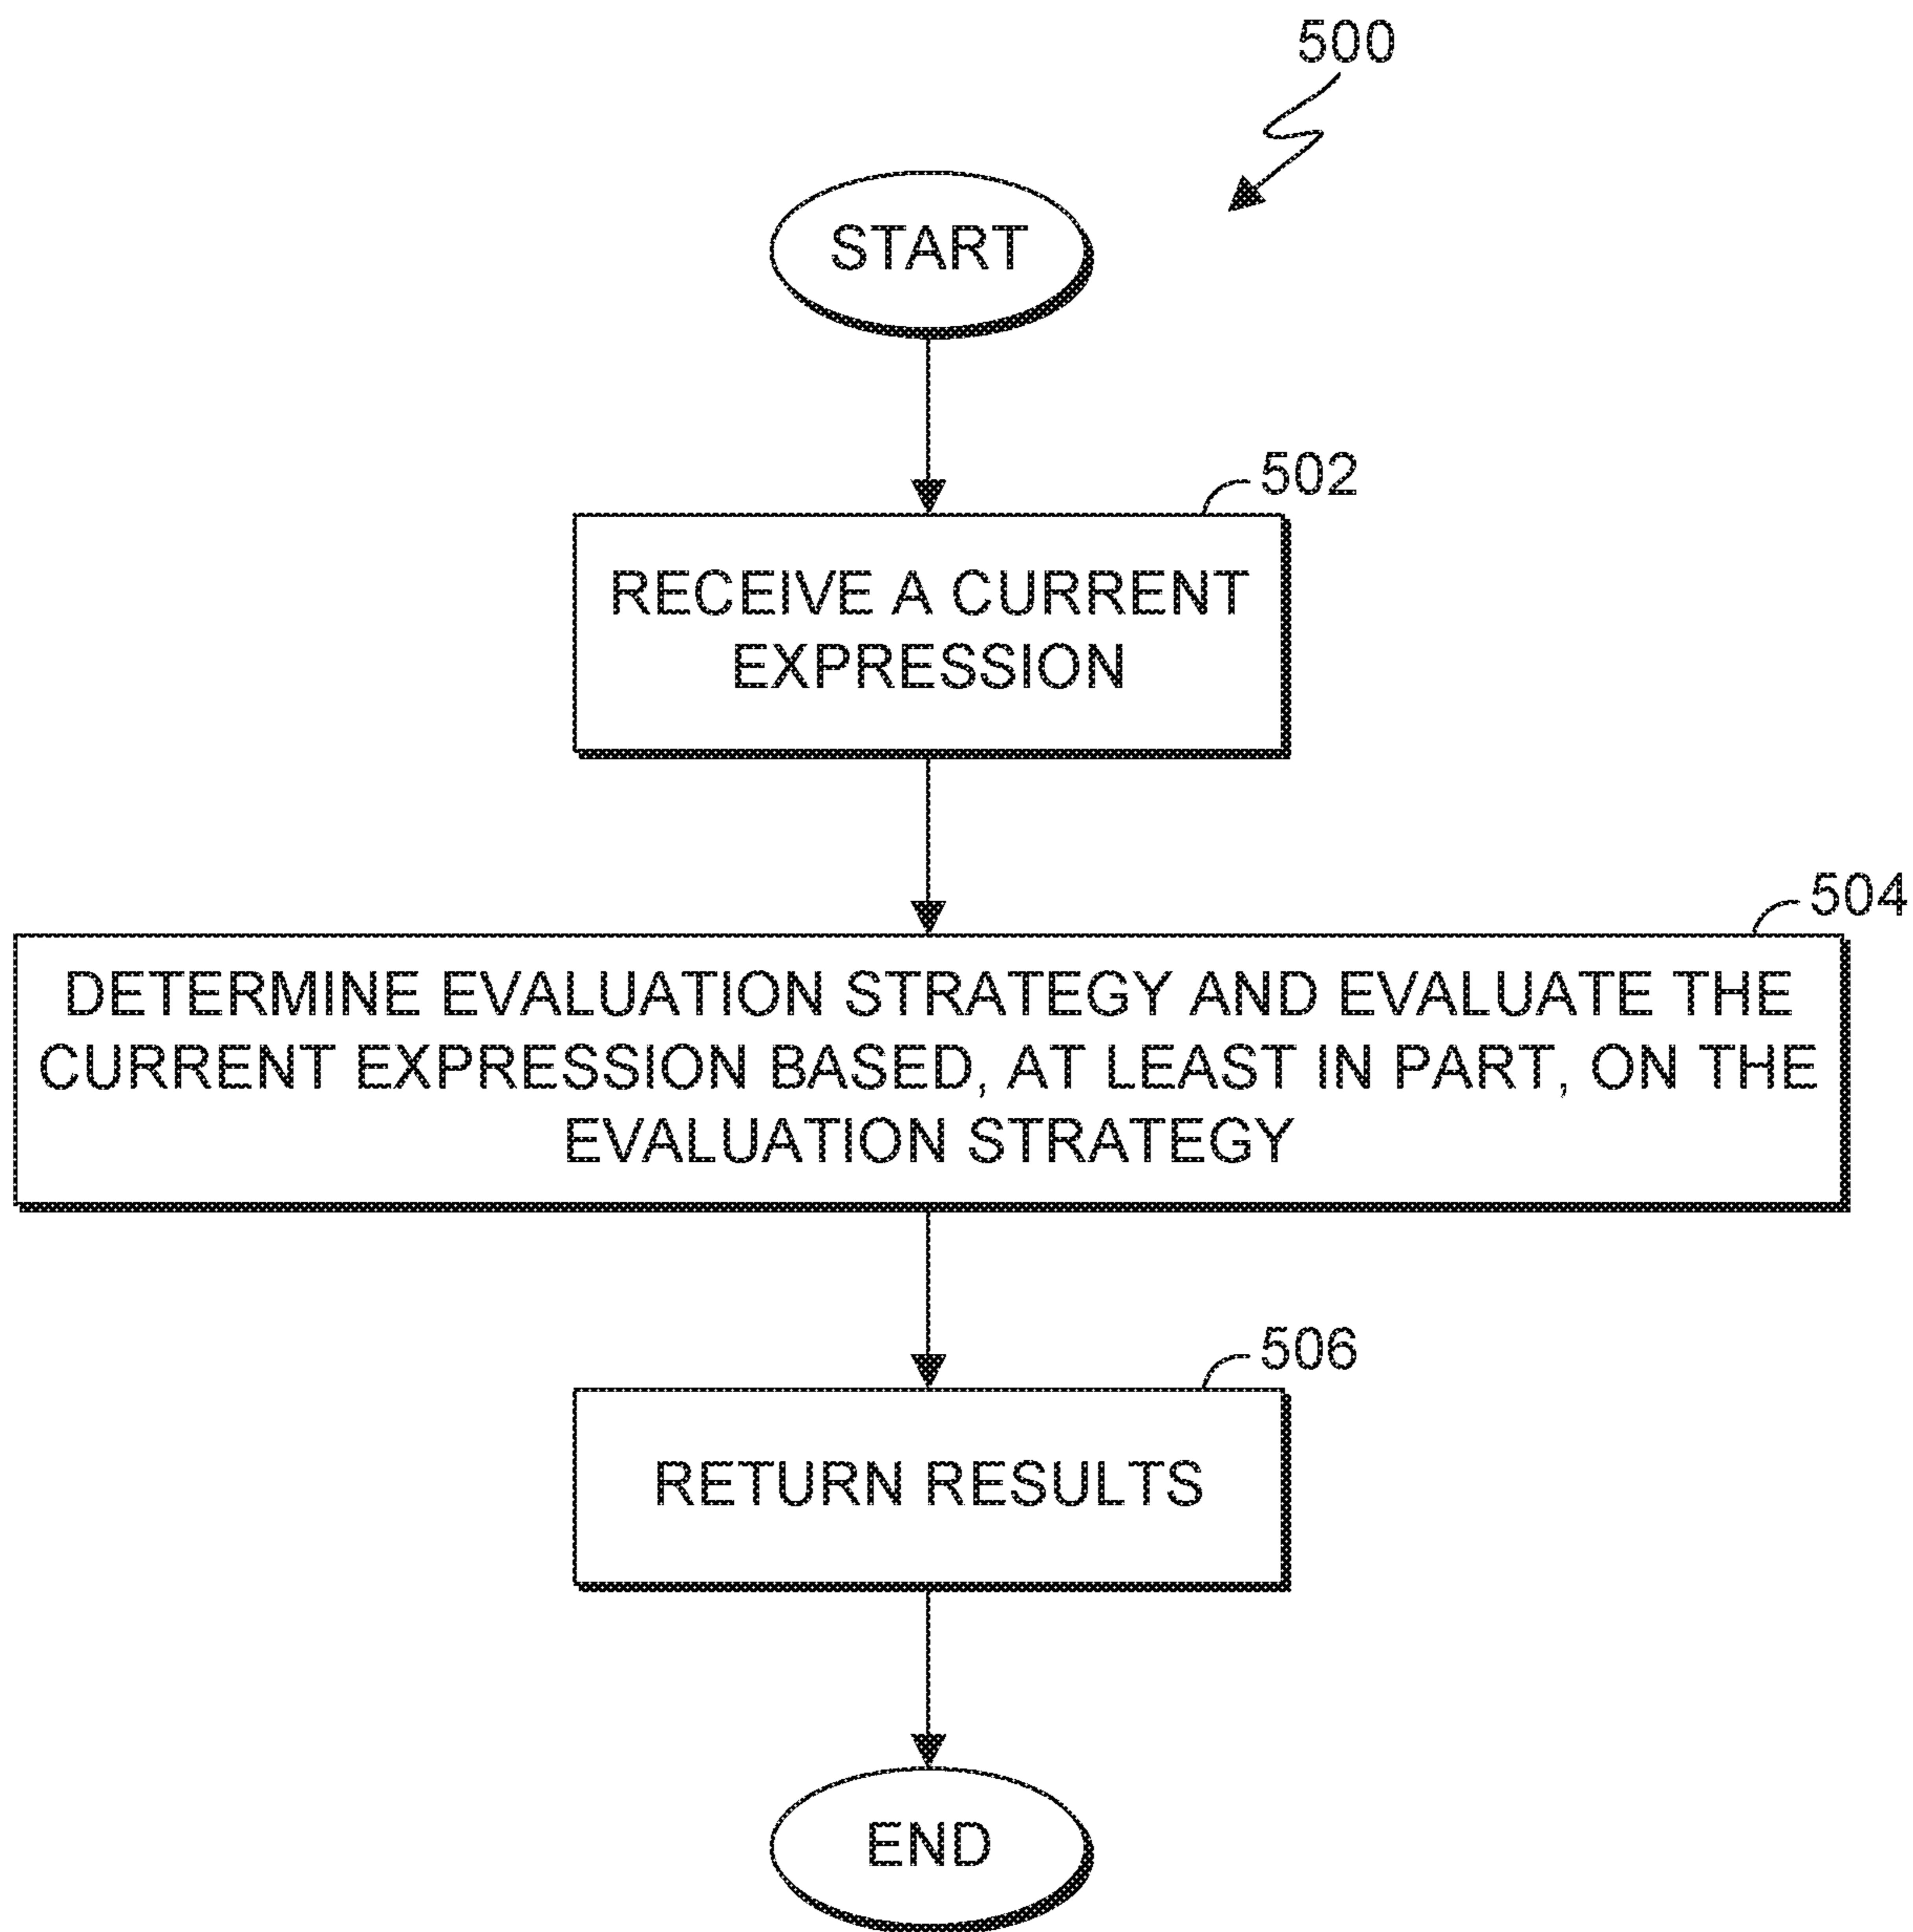 500
START
502
RECEIVE A CURRENT
EXPRESSION
504
DETERMINE EVALUATION STRATEGY AND EVALUATE THE
CURRENT EXPRESSION BASED, AT LEAST IN PART, ON THE
EVALUATION STRATEGY
506
RETURN RESULTS
END